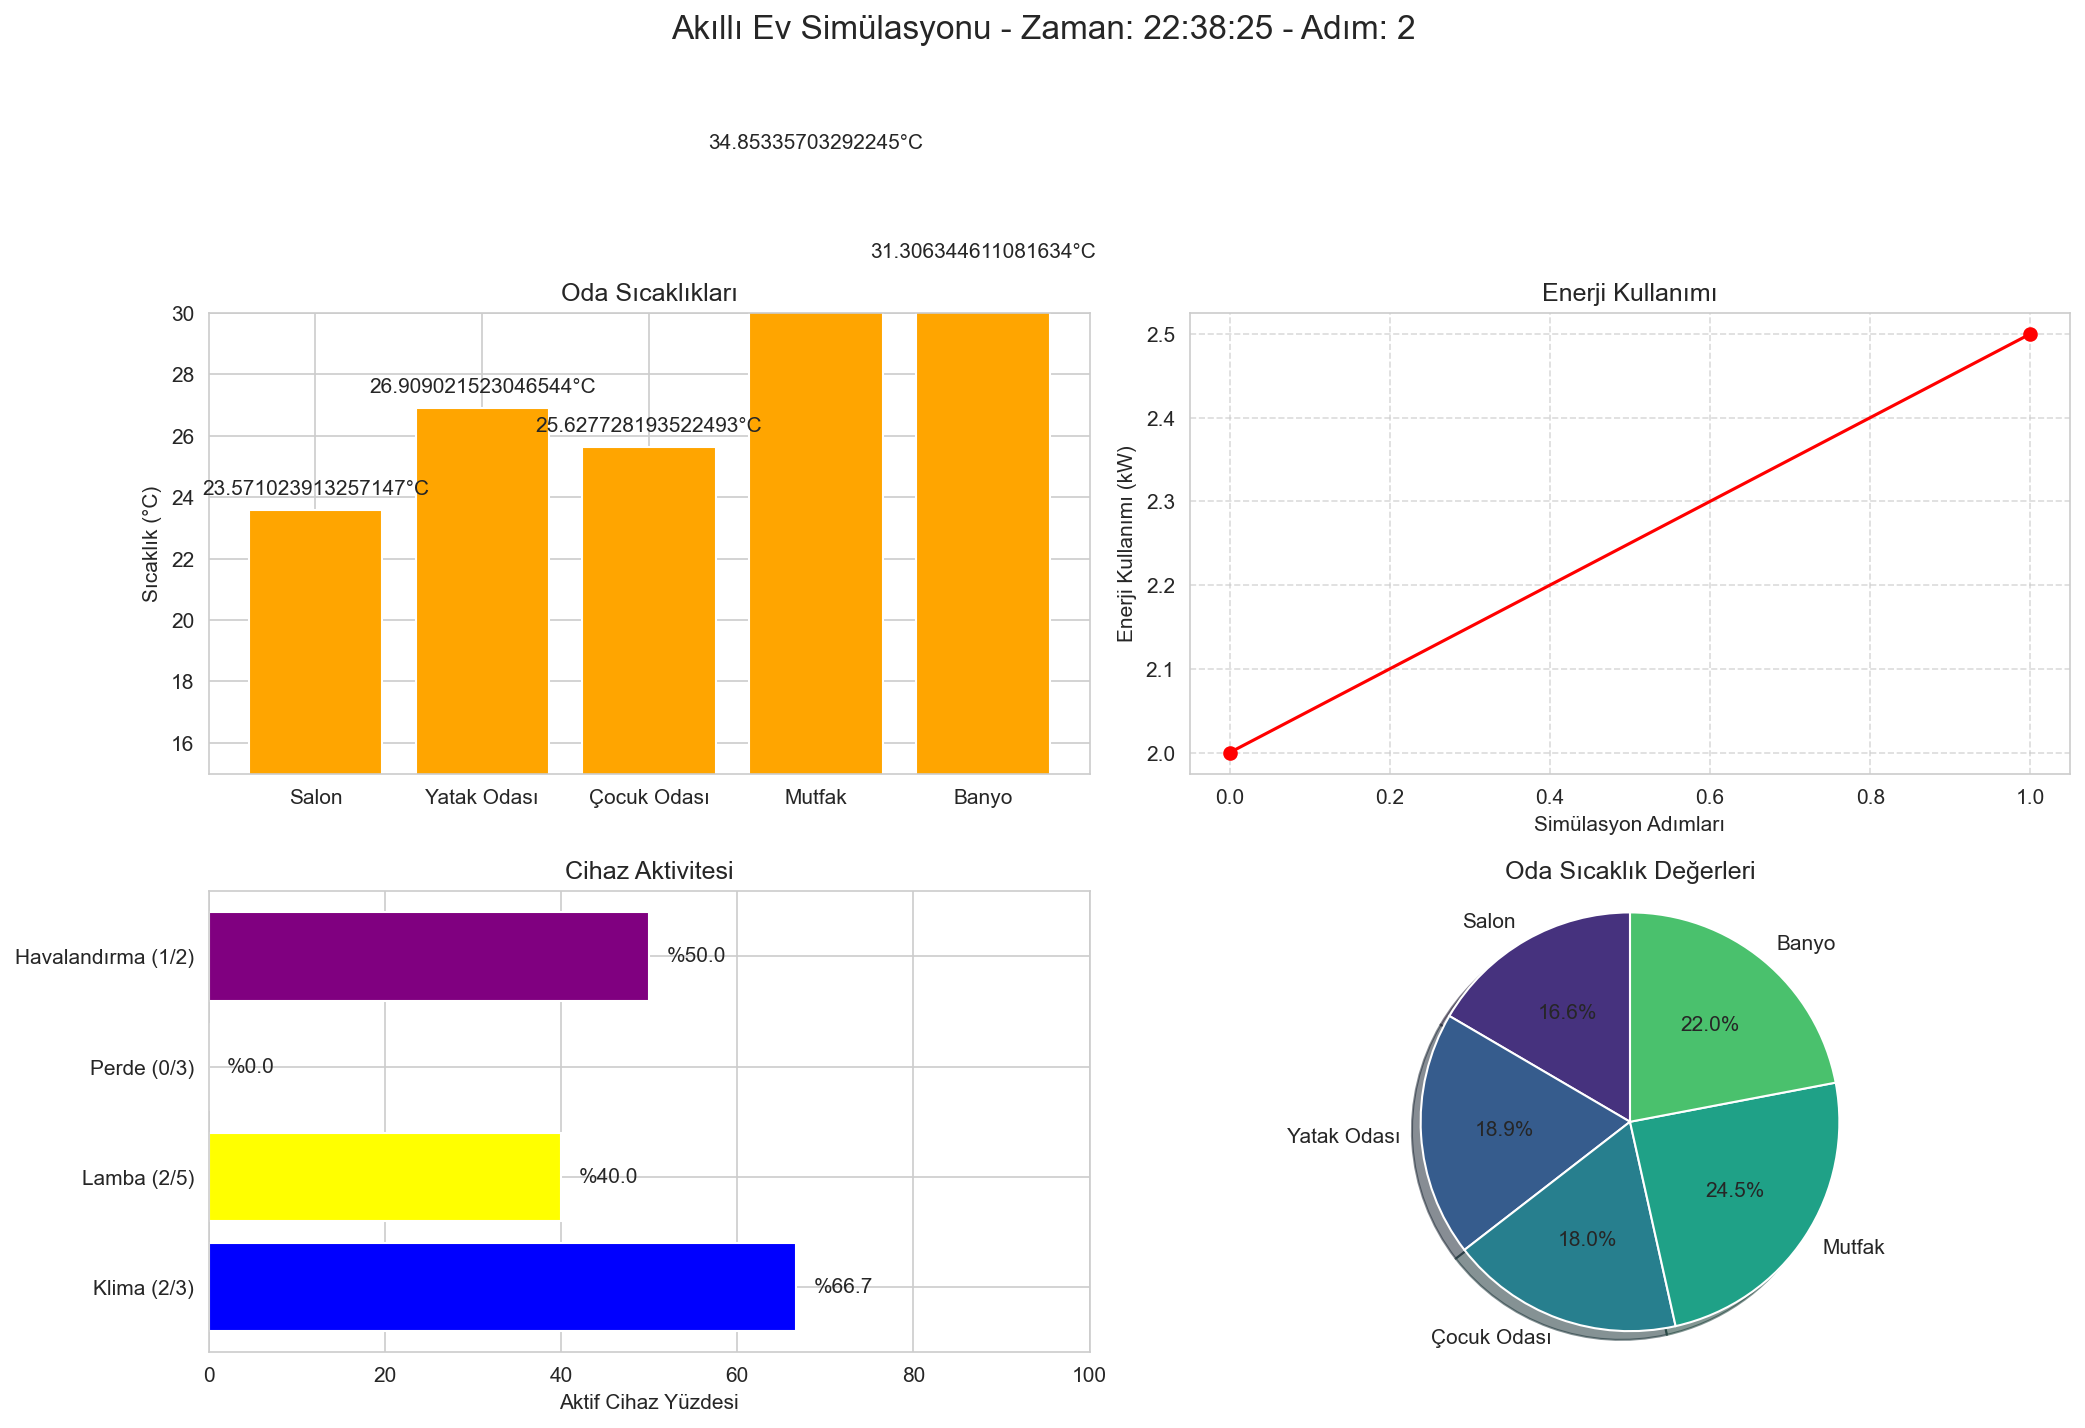 Akıllı Ev Simülasyonu - Zaman: 22:38:25 - Adım: 2
34.85335703292245°C
31.306344611081634°C
Oda Sıcaklıkları
26.909021523046544°C
25.627728193522493°C
23.571023913257147°C
Sıcaklık (°C)
30
28
26
24
22
20
18
16
Salon
Yatak Odası
Çocuk Odası
Mutfak
Banyo
Enerji Kullanımı
Enerji Kullanımı (kW)
2.5
2.4
2.3
2.2
2.1
2.0
0.0
0.2
0.4
0.6
0.8
1.0
Simülasyon Adımları
Cihaz Aktivitesi
Havalandırma (1/2)
%50.0
Perde (0/3)
%0.0
Lamba (2/5)
%40.0
Klima (2/3)
%66.7
0
20
40
60
80
100
Aktif Cihaz Yüzdesi
Oda Sıcaklık Değerleri
Salon
16.6%
Banyo
22.0%
Yatak Odası
18.9%
24.5%
Mutfak
18.0%
Çocuk Odası